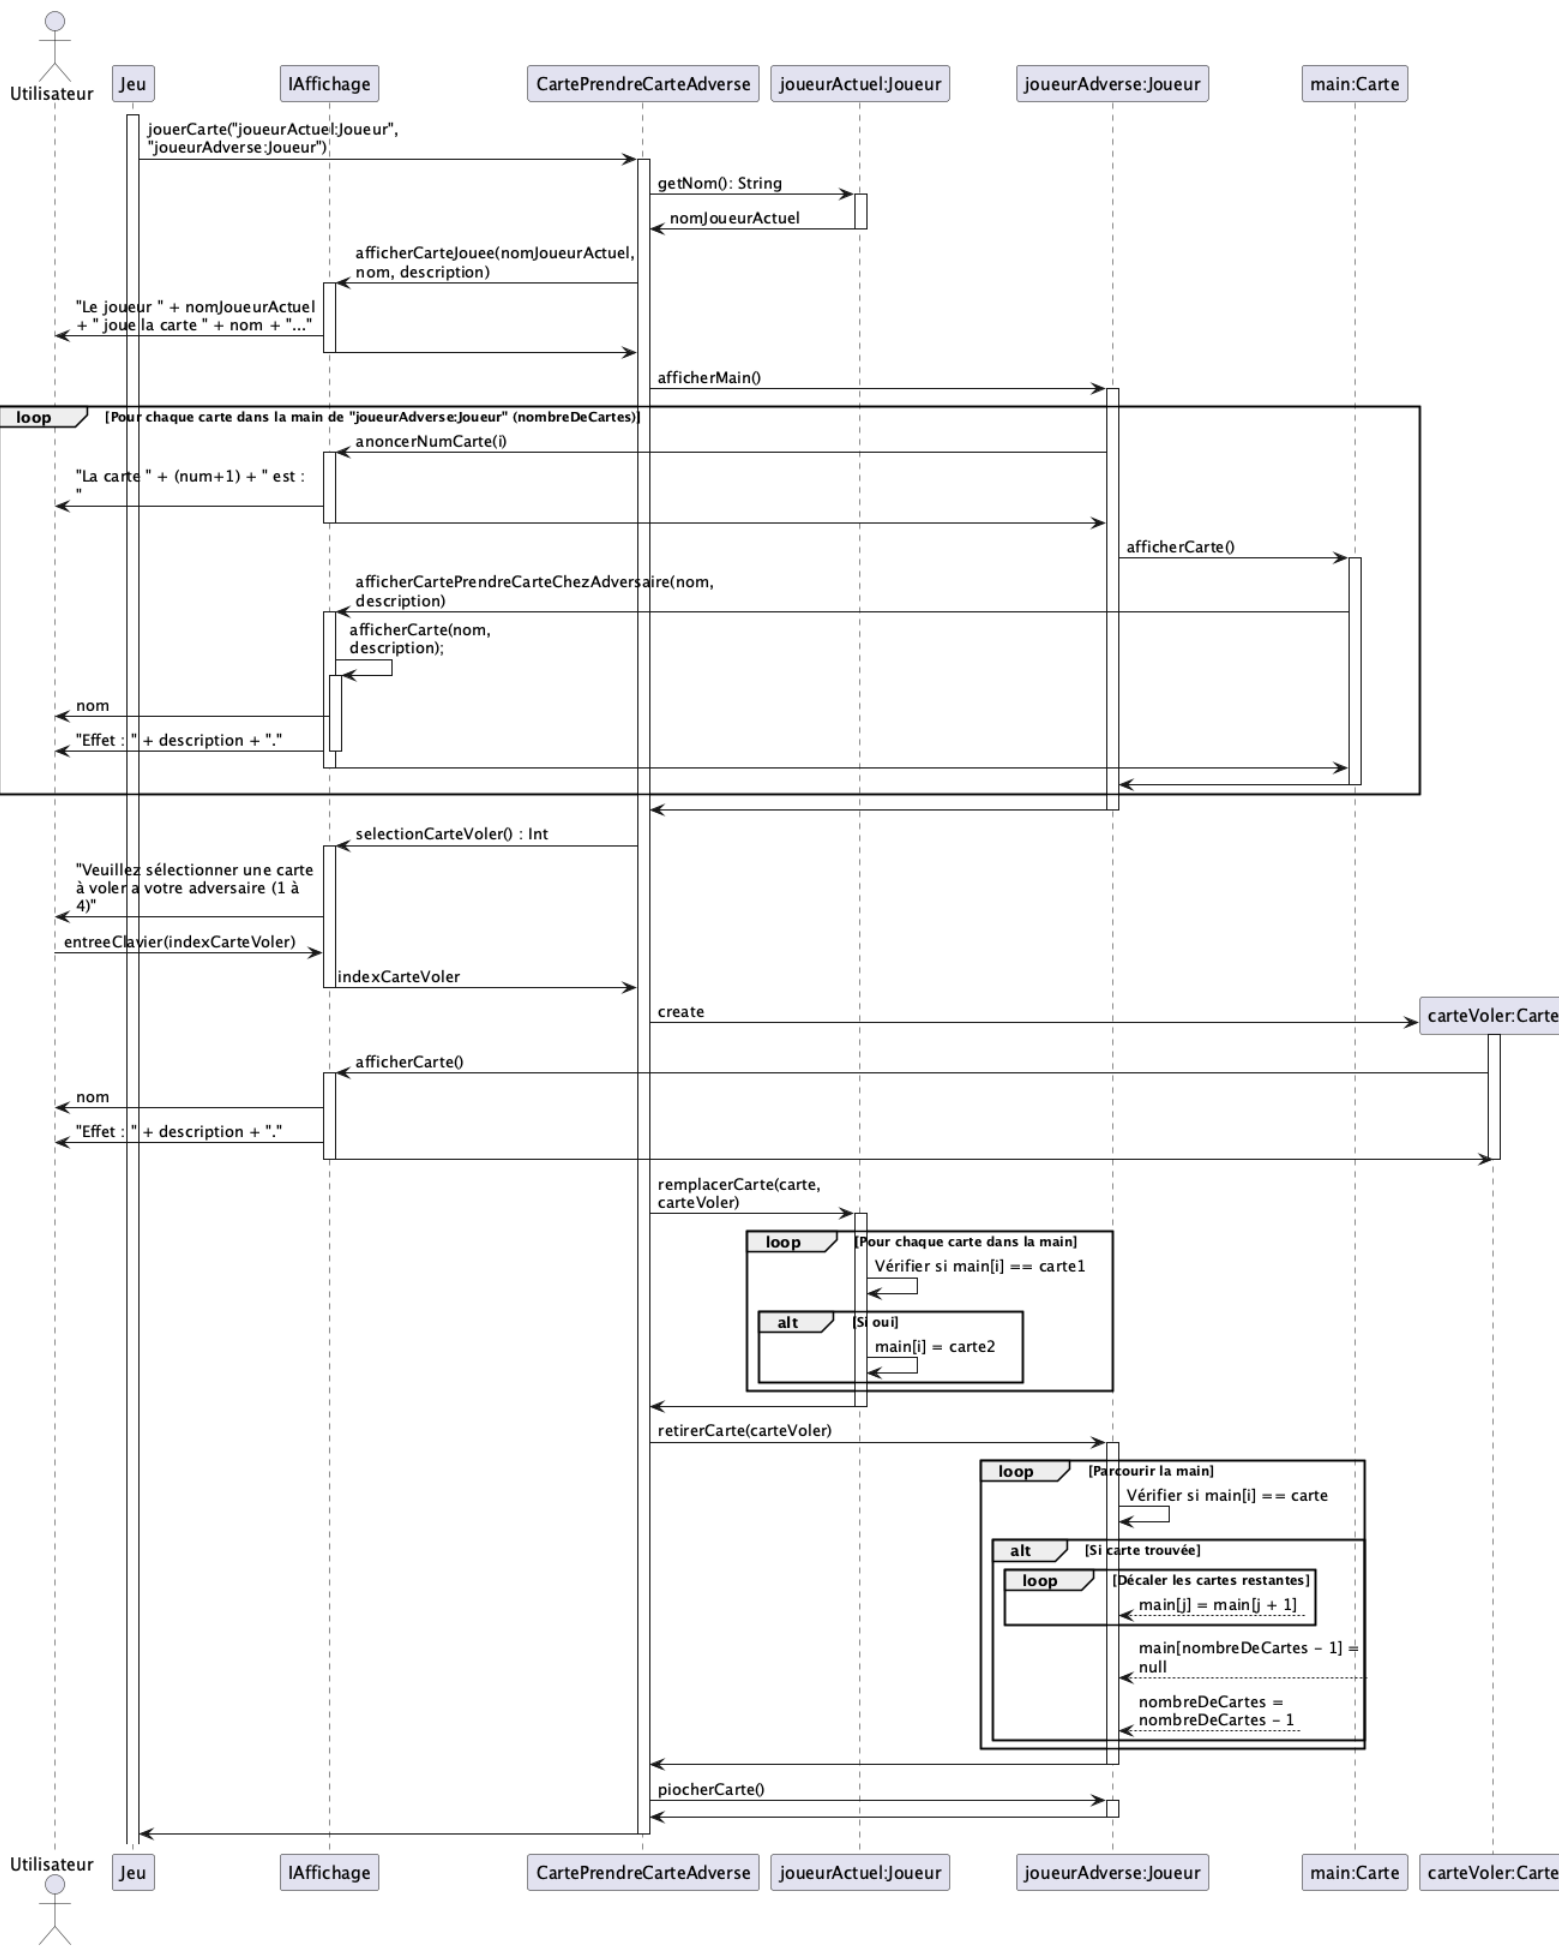 Utilisateur
Jeu
IAffichage
CartePrendreCarteAdverse
joueurActuel:Joueur
joueurAdverse:Joueur
main:Carte
jouerCarte("joueurActuel:Joueur",
"joueurAdverse:Joueur")
getNom(): String
nomJoueurActuel
afficherCarteJouee(nomJoueurActuel,
nom, description)
"Le joueur " + nomJoueurActuel
+ " joue la carte " + nom + "..."
afficherMain()
loop
[Pour chaque carte dans la main de "joueurAdverse:Joueur" (nombreDeCartes)]
anoncerNumCarte(i)
"La carte " + (num+1) + " est :
"
afficherCarte()
afficherCartePrendreCarteChezAdversaire(nom,
description)
afficherCarte(nom,
description);
nom
"Effet : " + description + "."
selectionCarteVoler() : Int
"Veuillez sélectionner une carte
à voler a votre adversaire (1 à
4)"
entreeClavier(indexCarteVoler)
indexCarteVoler
create
carteVoler:Carte
afficherCarte()
nom
"Effet : " + description + "."
remplacerCarte(carte,
carteVoler)
loop
[Pour chaque carte dans la main]
Vérifier si main[i] == carte1
alt
[Si oui]
main[i] = carte2
retirerCarte(carteVoler)
loop
[Parcourir la main]
Vérifier si main[i] == carte
alt
[Si carte trouvée]
loop
[Décaler les cartes restantes]
main[j] = main[j + 1]
main[nombreDeCartes - 1] =
null
nombreDeCartes =
nombreDeCartes - 1
piocherCarte()
Utilisateur
Jeu
IAffichage
CartePrendreCarteAdverse
joueurActuel:Joueur
joueurAdverse:Joueur
main:Carte
carteVoler:Carte